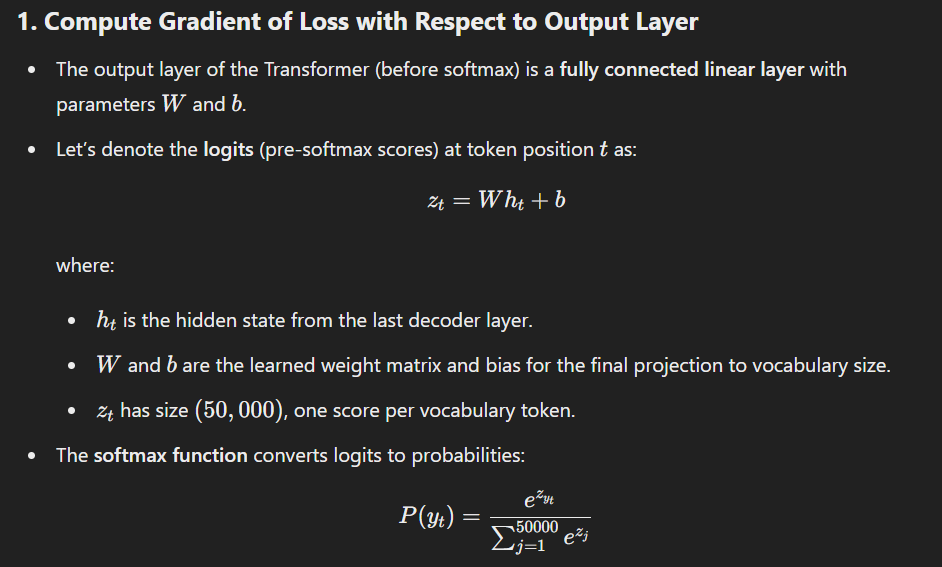 1. Compute Gradient of Loss with Respect to Output Layer
• The output layer of the Transformer (before softmax) is a fully connected linear layer with
parameters W and b.
• Let's denote the logits (pre-softmax scores) at token position t as:
z_t = W h_t + b
where:
• h_t is the hidden state from the last decoder layer.
• W and b are the learned weight matrix and bias for the final projection to vocabulary size.
• z_t has size (50,000), one score per vocabulary token.
• The softmax function converts logits to probabilities:
P(y_t) = e^{z_{y_t}} / \sum_{j=1}^{50000} e^{z_j}